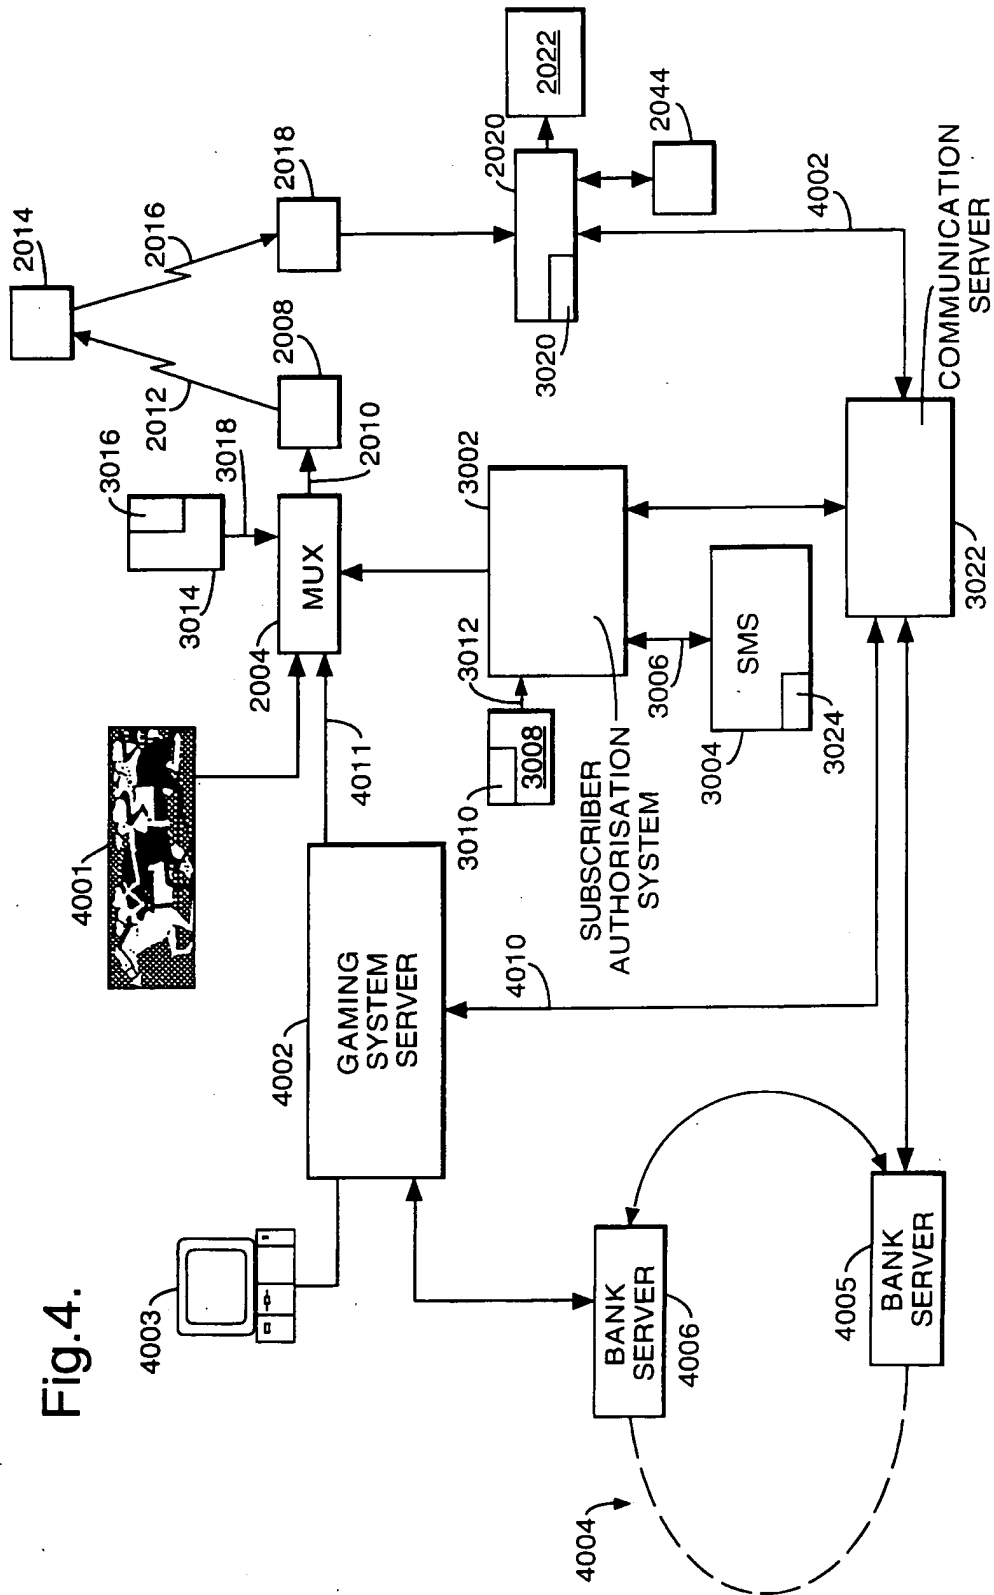 Fig.4.
4003
4001
4002
GAMING
SYSTEM
SERVER
4011
2004
MUX
3014
3016
3018
2010
2008
2012
2014
2016
2018
2020
2022
2044
3020
4002
3002
3012
3010
3008
SUBSCRIBER
AUTHORISATION
SYSTEM
3006
SMS
3004
3024
4010
3022
COMMUNICATION
SERVER
BANK
SERVER
4006
BANK
SERVER
4005
4004